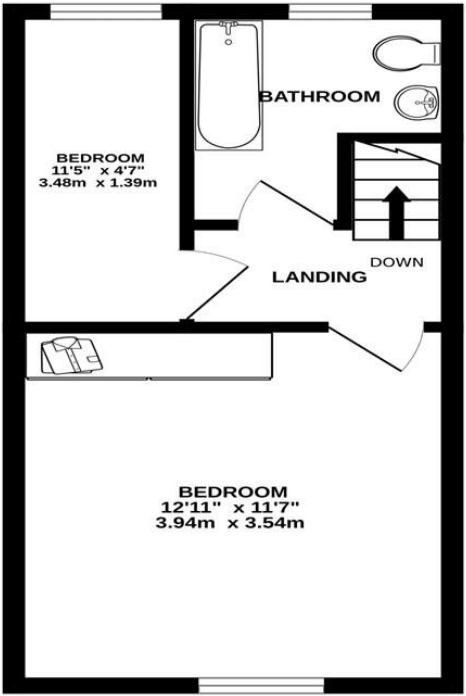 BATHROOM
BEDROOM
11'5" x 4'7"
3.48m x 1.39m
DOWN
LANDING
BEDROOM
12'11" x 11'7"
3.94m x 3.54m